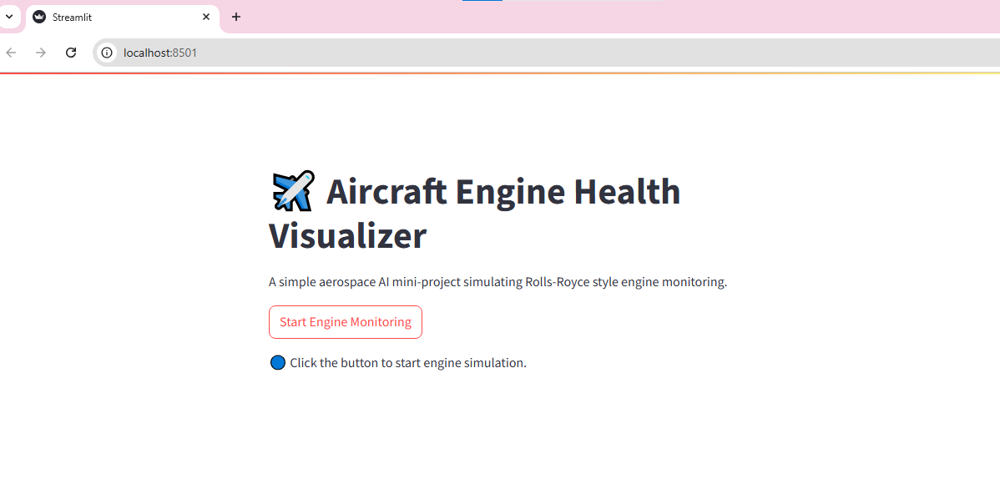 Streamlit
localhost:8501
Aircraft Engine Health
Visualizer
A simple aerospace AI mini-project simulating Rolls-Royce style engine monitoring.
Start Engine Monitoring
Click the button to start engine simulation.